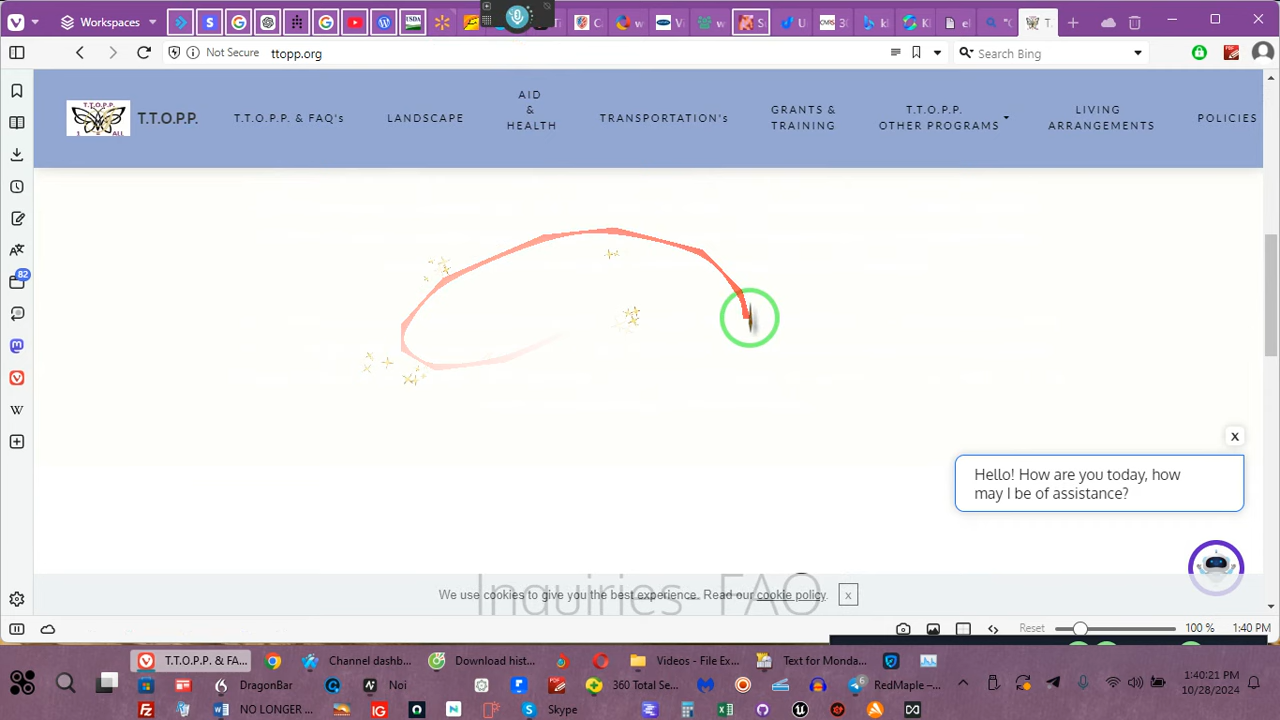 Workspaces
Not Secure
ttopp.org
Search Bing
T.T.O.P.P.
1 = ALL
T.T.O.P.P.
T.T.O.P.P. & FAQ's
LANDSCAPE
AID
&
HEALTH
TRANSPORTATION's
GRANTS &
TRAINING
T.T.O.P.P.
OTHER PROGRAMS
LIVING
ARRANGEMENTS
POLICIES
82
x
Hello! How are you today, how
may I be of assistance?
Inquiries- FAQ
We use cookies to give you the best experience. Read our cookie policy.
x
Reset
100 %
1:40 PM
T.T.O.P.P. & FA...
Channel dashb...
Download hist...
Videos - File Ex...
Text for Monda...
DragonBar
Noi
360 Total Se...
RedMaple –...
1:40:21 PM
10/28/2024
NO LONGER ...
Skype